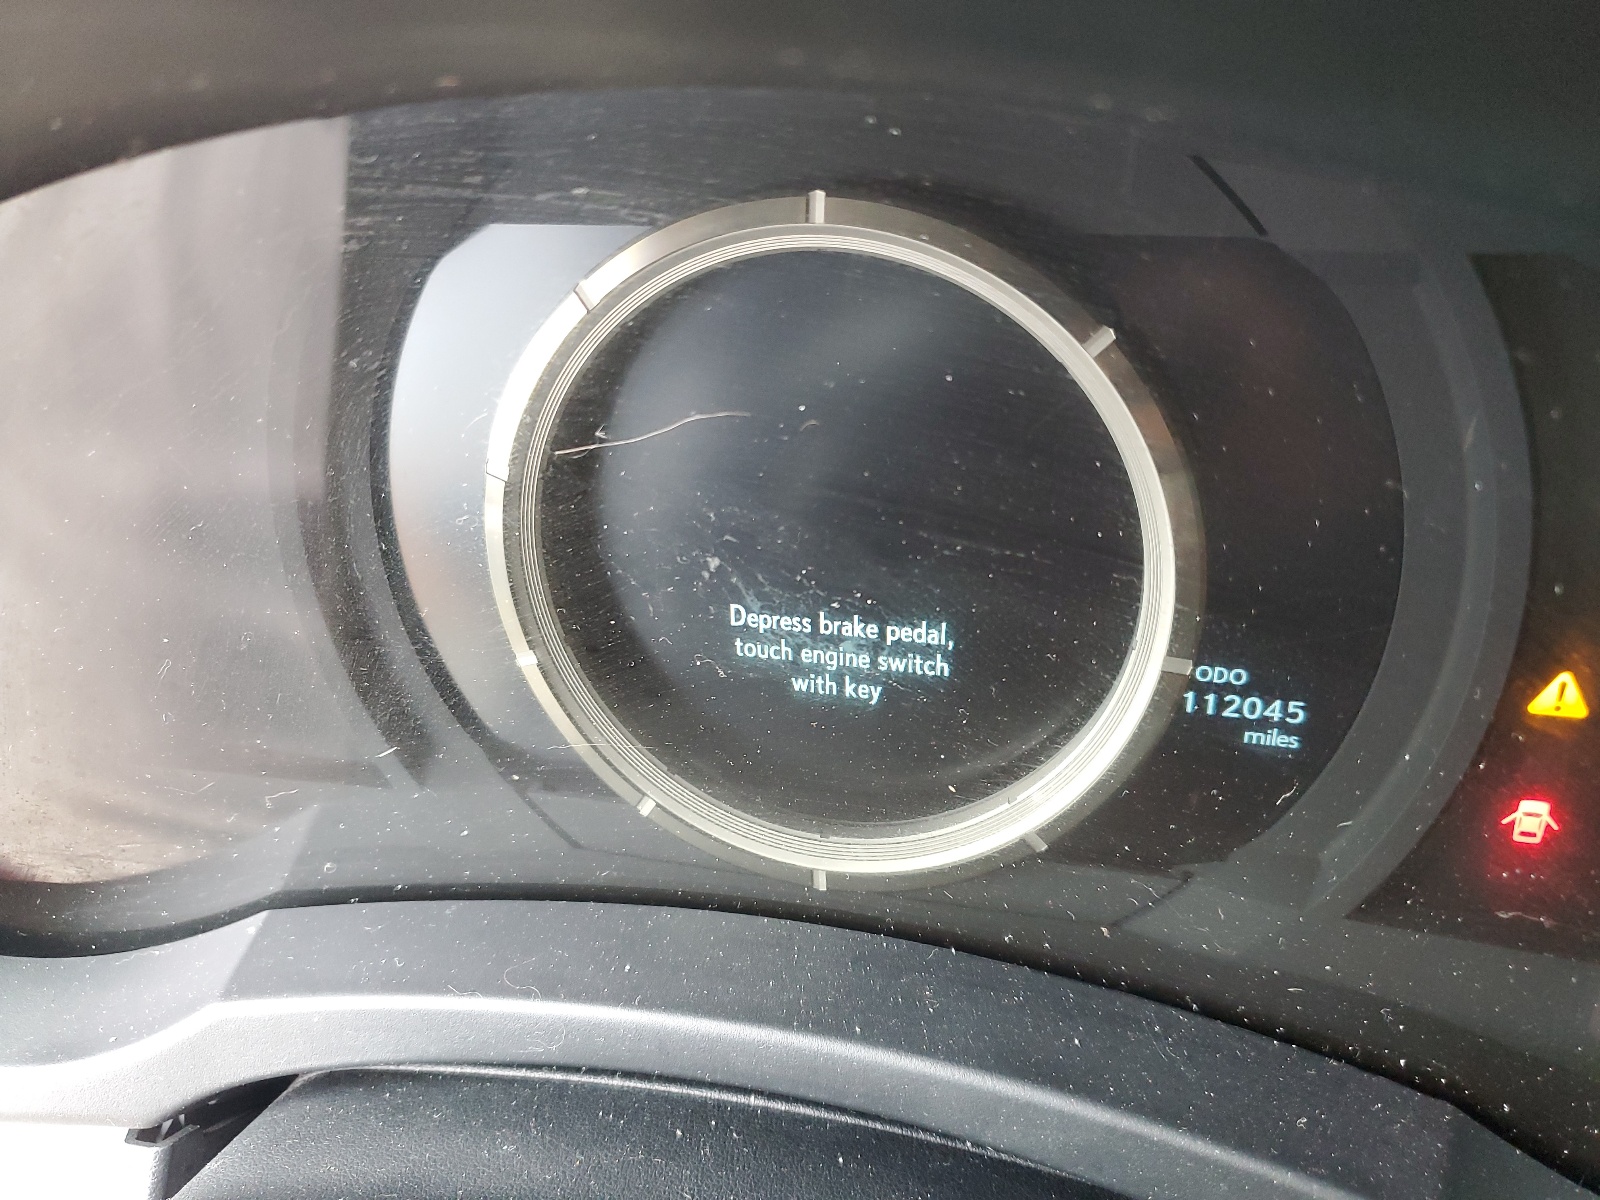 Depress brake pedal,
touch engine switch
with key
ODO
112045
miles